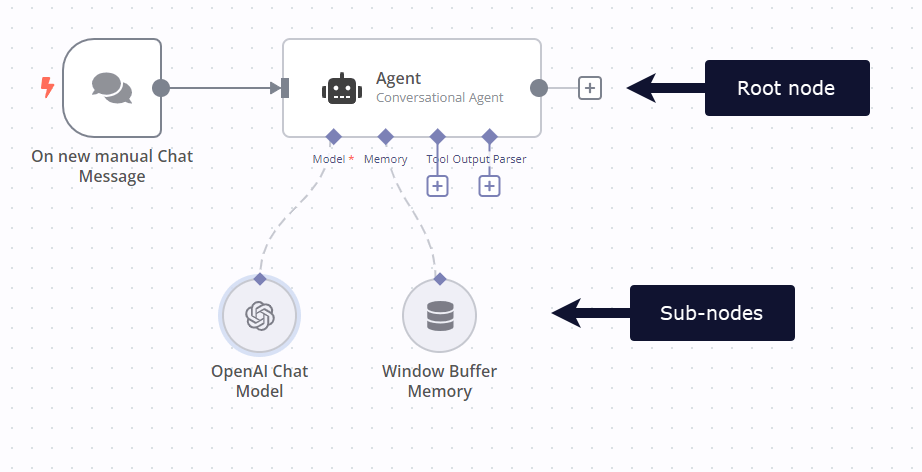 Agent
Conversational Agent
Root node
On new manual Chat
Message
Model *
Memory
Tool
Output Parser
Sub-nodes
OpenAI Chat
Model
Window Buffer
Memory